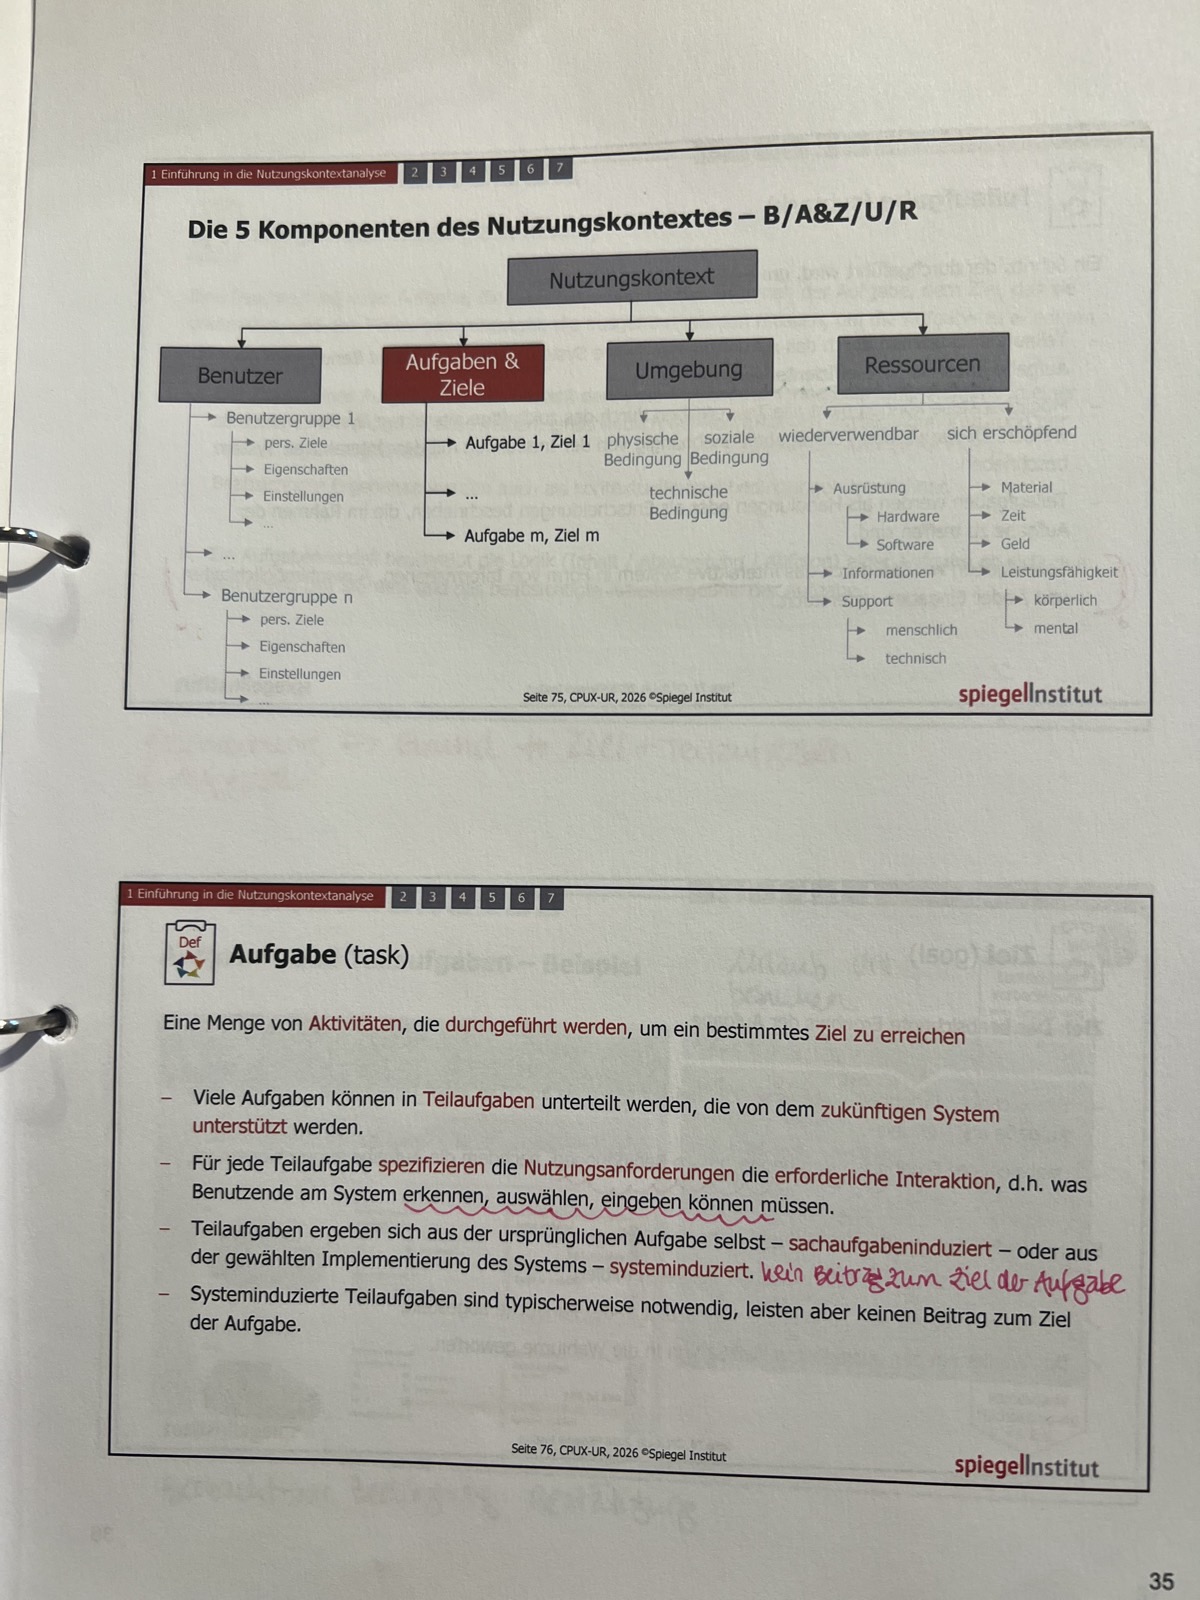 1 Einführung in die Nutzungskontextanalyse 2 3 4 5 6 7
Die 5 Komponenten des Nutzungskontextes – B/A&Z/U/R
Nutzungskontext
Benutzer
Benutzergruppe 1
pers. Ziele
Eigenschaften
Einstellungen
...
...
Benutzergruppe n
pers. Ziele
Eigenschaften
Einstellungen
...
Aufgaben &
Ziele
Aufgabe 1, Ziel 1
...
Aufgabe m, Ziel m
Umgebung
physische
Bedingung
soziale
Bedingung
technische
Bedingung
Ressourcen
wiederverwendbar
Ausrüstung
Hardware
Software
Informationen
Support
menschlich
technisch
sich erschöpfend
Material
Zeit
Geld
Leistungsfähigkeit
körperlich
mental
Seite 75, CPUX-UR, 2026 ©Spiegel Institut
spiegelInstitut
1 Einführung in die Nutzungskontextanalyse 2 3 4 5 6 7
Def
Aufgabe (task)
Eine Menge von Aktivitäten, die durchgeführt werden, um ein bestimmtes Ziel zu erreichen
– Viele Aufgaben können in Teilaufgaben unterteilt werden, die von dem zukünftigen System
unterstützt werden.
– Für jede Teilaufgabe spezifizieren die Nutzungsanforderungen die erforderliche Interaktion, d.h. was
Benutzende am System erkennen, auswählen, eingeben können müssen.
– Teilaufgaben ergeben sich aus der ursprünglichen Aufgabe selbst – sachaufgabeninduziert – oder aus
der gewählten Implementierung des Systems – systeminduziert. kein Beitrag zum Ziel der Aufgabe
– Systeminduzierte Teilaufgaben sind typischerweise notwendig, leisten aber keinen Beitrag zum Ziel
der Aufgabe.
Seite 76, CPUX-UR, 2026 ©Spiegel Institut
spiegelInstitut
35